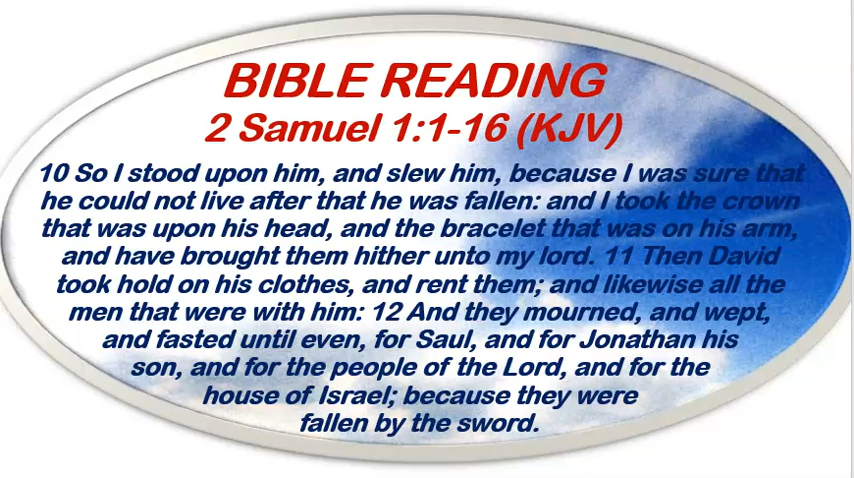 BIBLE READING
2 Samuel 1:1-16 (KJV)
10 So I stood upon him, and slew him, because I was sure that
he could not live after that he was fallen: and I took the crown
that was upon his head, and the bracelet that was on his arm,
and have brought them hither unto my lord. 11 Then David
took hold on his clothes, and rent them; and likewise all the
men that were with him: 12 And they mourned, and wept,
and fasted until even, for Saul, and for Jonathan his
son, and for the people of the Lord, and for the
house of Israel; because they were
fallen by the sword.